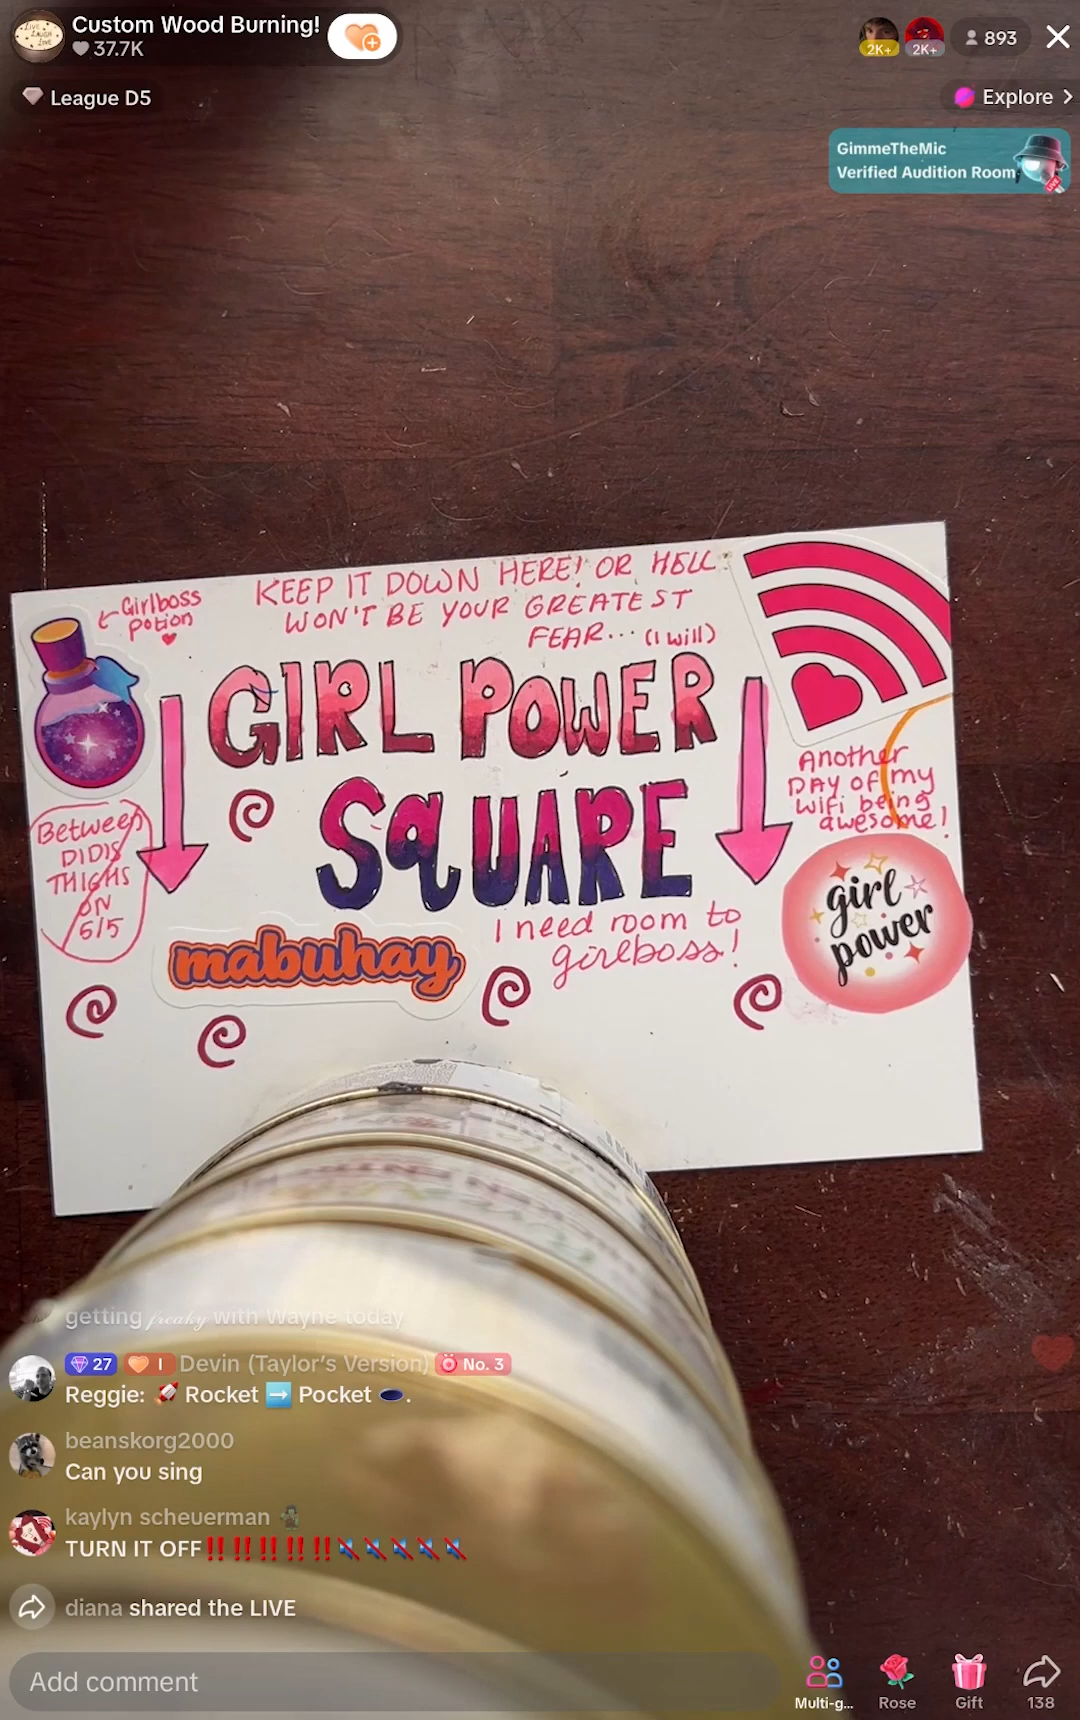 Custom Wood Burning!
37.7K
2K+
2K+
893
League D5
Explore
GimmeTheMic
Verified Audition Room
KEEP IT DOWN HERE! OR HELL
WON'T BE YOUR GREATEST
FEAR... (I will)
Girlboss
potion
GIRL POWER
SQUARE
Another
DAY OF my
wifi being
awesome!
Between
DIDIS
THIGHS
ON
5/5
girl
power
I need room to
girlboss!
mabuhay
getting freaky with Wayne today
27 1 Devin (Taylor's Version) No. 3
Reggie: 🚀 Rocket ➡️ Pocket 🕳️.
beanskorg2000
Can you sing
kaylyn scheuerman
TURN IT OFF‼️‼️‼️‼️‼️🔇🔇🔇🔇🔇
diana shared the LIVE
Add comment
Multi-g...
Rose
Gift
138